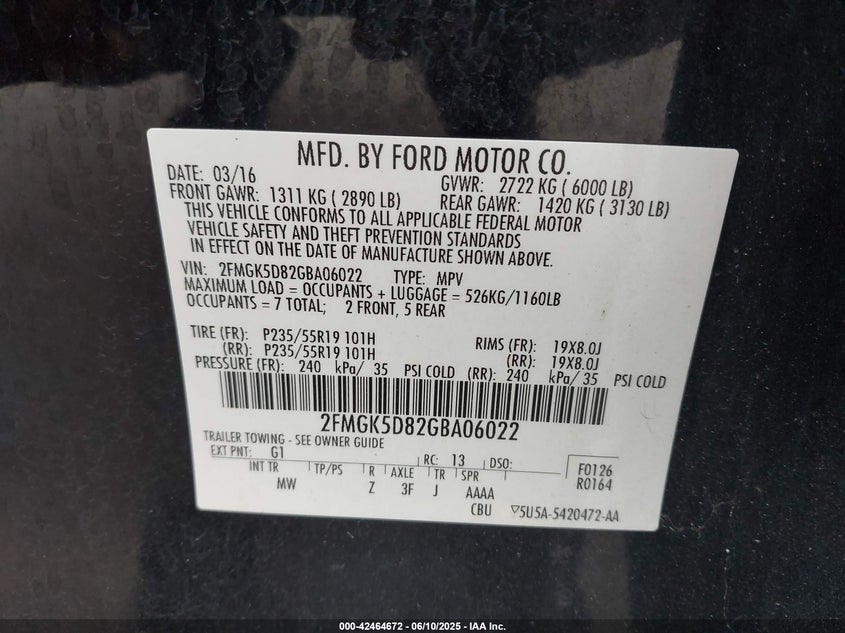 MFD. BY FORD MOTOR CO.
DATE: 03/16 GVWR: 2722 KG ( 6000 LB)
FRONT GAWR: 1311 KG ( 2890 LB) REAR GAWR: 1420 KG ( 3130 LB)
THIS VEHICLE CONFORMS TO ALL APPLICABLE FEDERAL MOTOR
VEHICLE SAFETY AND THEFT PREVENTION STANDARDS
IN EFFECT ON THE DATE OF MANUFACTURE SHOWN ABOVE.
VIN: 2FMGK5D82GBA06022 TYPE: MPV
MAXIMUM LOAD = OCCUPANTS + LUGGAGE = 526KG/1160LB
OCCUPANTS = 7 TOTAL; 2 FRONT, 5 REAR
TIRE (FR): P235/55R19 101H RIMS (FR): 19X8.0J
(RR): P235/55R19 101H (RR): 19X8.0J
PRESSURE (FR): 240 kPa/ 35 PSI COLD (RR): 240 kPa/ 35 PSI COLD
2FMGK5D82GBA06022
TRAILER TOWING - SEE OWNER GUIDE
EXT PNT: G1 RC: 13 DSO: F0126
INT TR TP/PS R AXLE TR SPR R0164
MW Z 3F J AAAA
CBU ▽5U5A-5420472-AA
000-42464672 - 06/10/2025 - IAA Inc.